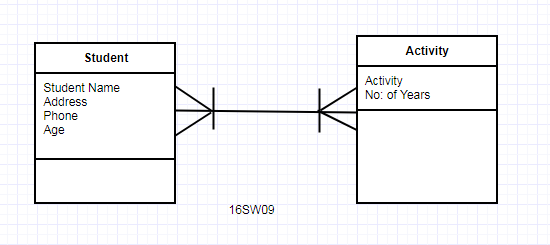 Student
Student Name
Address
Phone
Age
Activity
Activity
No: of Years
16SW09